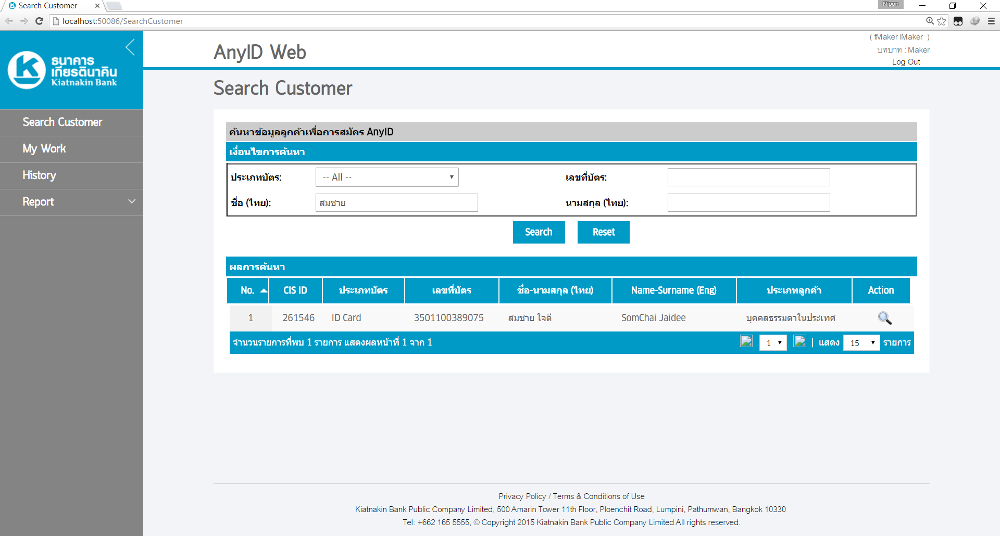 Search Customer
Nipon
localhost:50086/SearchCustomer
ธนาคาร
เกียรตินาคิน
Kiatnakin Bank
AnyID Web
( fMaker lMaker )
บทบาท : Maker
Log Out
Search Customer
My Work
History
Report
Search Customer
ค้นหาข้อมูลลูกค้าเพื่อการสมัคร AnyID
เงื่อนไขการค้นหา
ประเภทบัตร: -- All -- เลขที่บัตร:
ชื่อ (ไทย): สมชาย นามสกุล (ไทย):
Search Reset
ผลการค้นหา
No. CIS ID ประเภทบัตร เลขที่บัตร ชื่อ-นามสกุล (ไทย) Name-Surname (Eng) ประเภทลูกค้า Action
1 261546 ID Card 3501100389075 สมชาย ใจดี SomChai Jaidee บุคคลธรรมดาในประเทศ
จำนวนรายการที่พบ 1 รายการ แสดงผลหน้าที่ 1 จาก 1 1 | แสดง 15 รายการ
Privacy Policy / Terms & Conditions of Use
Kiatnakin Bank Public Company Limited, 500 Amarin Tower 11th Floor, Ploenchit Road, Lumpini, Pathumwan, Bangkok 10330
Tel: +662 165 5555, © Copyright 2015 Kiatnakin Bank Public Company Limited All rights reserved.